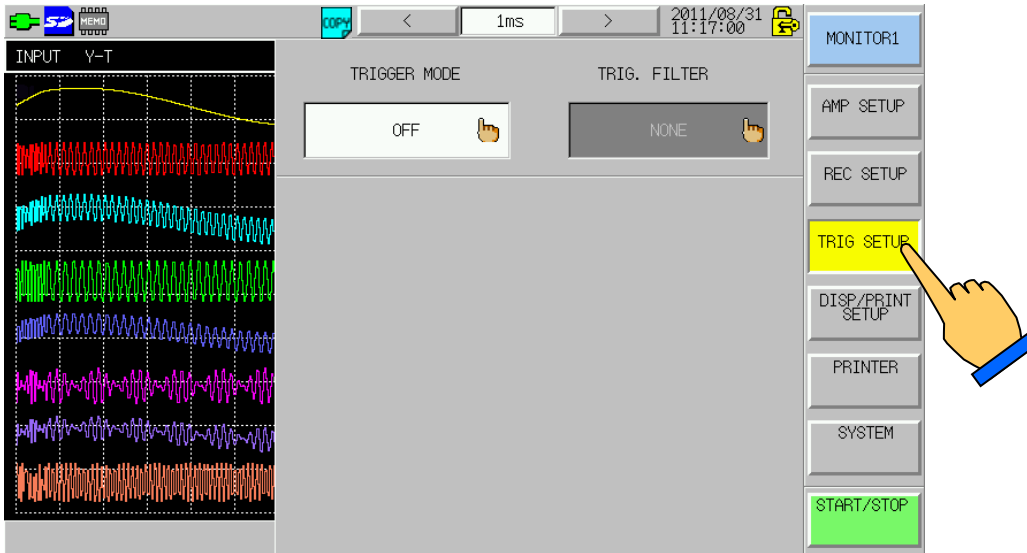 SD
MEMO
COPY
<
1ms
>
2011/08/31
11:17:00
INPUT Y-T
TRIGGER MODE
TRIG. FILTER
OFF
NONE
MONITOR1
AMP SETUP
REC SETUP
TRIG SETUP
DISP/PRINT
SETUP
PRINTER
SYSTEM
START/STOP